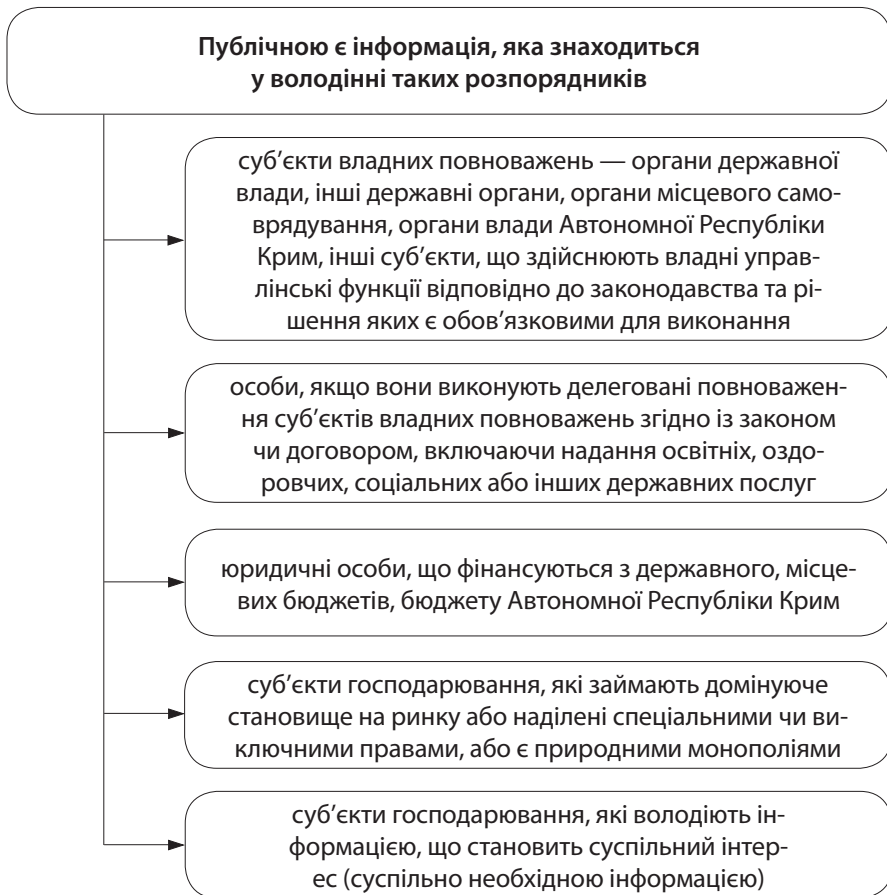 Публічною є інформація, яка знаходиться
у володінні таких розпорядників
суб’єкти владних повноважень — органи державної
влади, інші державні органи, органи місцевого само-
врядування, органи влади Автономної Республіки
Крим, інші суб’єкти, що здійснюють владні управ-
лінські функції відповідно до законодавства та рі-
шення яких є обов’язковими для виконання
особи, якщо вони виконують делеговані повноважен-
ня суб’єктів владних повноважень згідно із законом
чи договором, включаючи надання освітніх, оздо-
ровчих, соціальних або інших державних послуг
юридичні особи, що фінансуються з державного, місце-
вих бюджетів, бюджету Автономної Республіки Крим
суб’єкти господарювання, які займають домінуюче
становище на ринку або наділені спеціальними чи ви-
ключними правами, або є природними монополіями
суб’єкти господарювання, які володіють ін-
формацією, що становить суспільний інтер-
ес (суспільно необхідною інформацією)